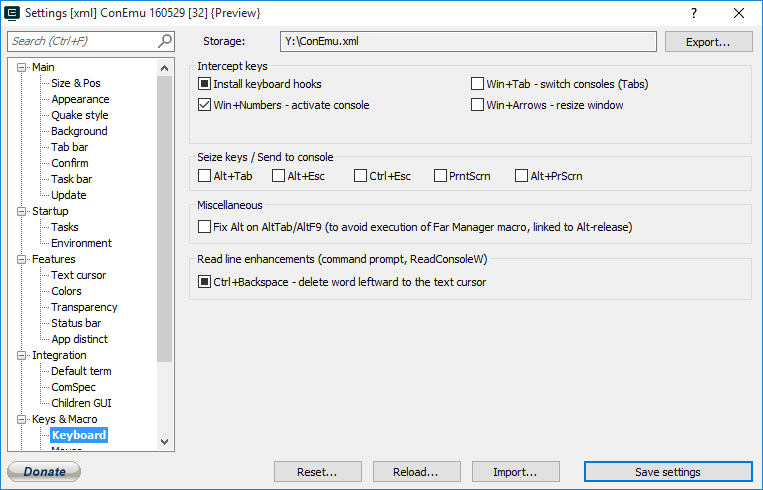 Settings [xml] ConEmu 160529 [32] {Preview}
?
Search (Ctrl+F)
Storage:
Y:\ConEmu.xml
Export...
Main
Size & Pos
Appearance
Quake style
Background
Tab bar
Confirm
Task bar
Update
Startup
Tasks
Environment
Features
Text cursor
Colors
Transparency
Status bar
App distinct
Integration
Default term
ComSpec
Children GUI
Keys & Macro
Keyboard
Mouse
Intercept keys
Install keyboard hooks
Win+Tab - switch consoles (Tabs)
Win+Numbers - activate console
Win+Arrows - resize window
Seize keys / Send to console
Alt+Tab
Alt+Esc
Ctrl+Esc
PrntScrn
Alt+PrScrn
Miscellaneous
Fix Alt on AltTab/AltF9 (to avoid execution of Far Manager macro, linked to Alt-release)
Read line enhancements (command prompt, ReadConsoleW)
Ctrl+Backspace - delete word leftward to the text cursor
Donate
Reset...
Reload...
Import...
Save settings